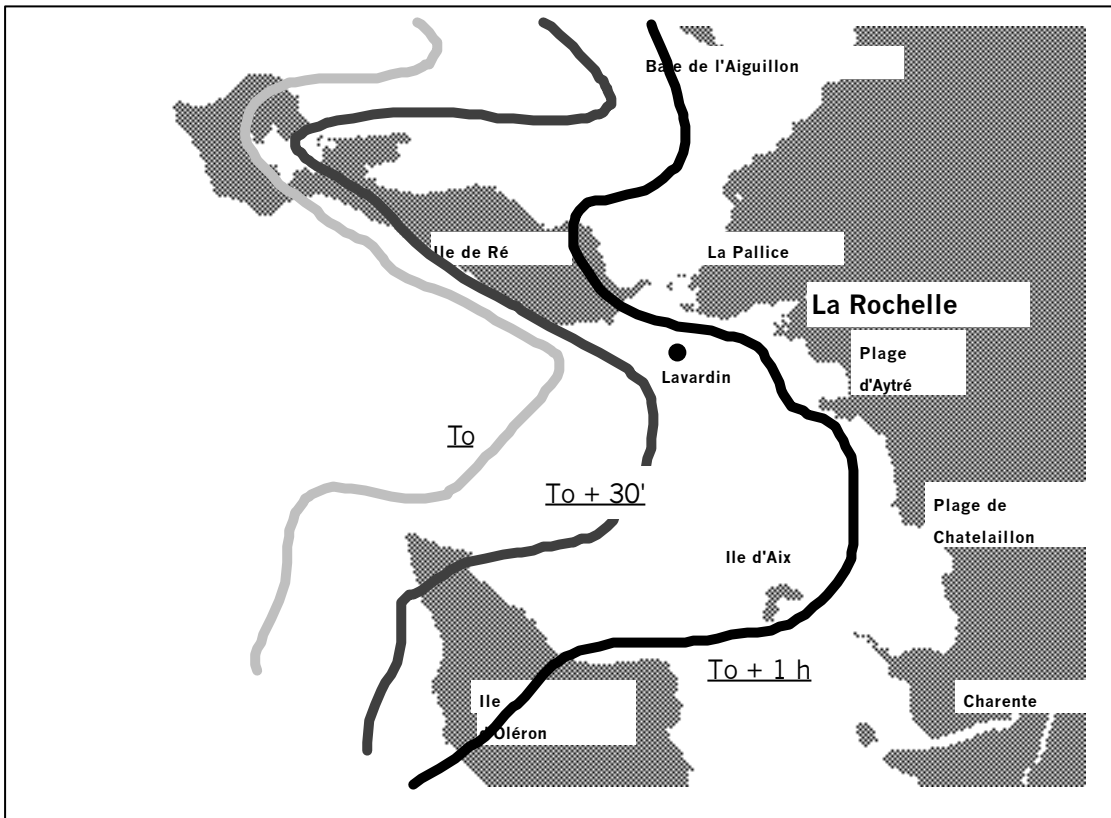 Baie de l'Aiguillon
Ile de Ré
La Pallice
La Rochelle
Plage
d'Aytré
Lavardin
To
To + 30'
Plage de
Chatelaillon
Ile d'Aix
To + 1 h
Ile
d'Oléron
Charente